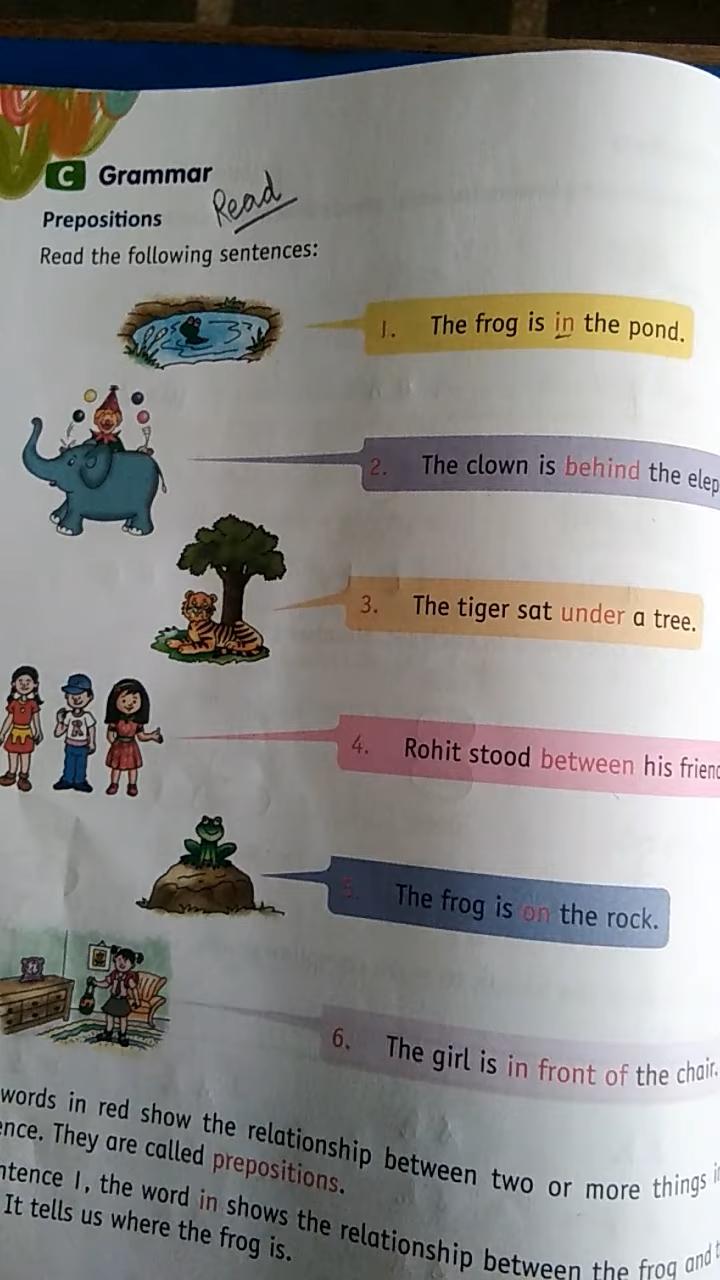 C Grammar
Read
Prepositions
Read the following sentences:
1. The frog is in the pond.
2. The clown is behind the elep
3. The tiger sat under a tree.
4. Rohit stood between his frien
5. The frog is on the rock.
6. The girl is in front of the chair.
words in red show the relationship between two or more things i
ence. They are called prepositions.
ntence 1, the word in shows the relationship between the frog and t
It tells us where the frog is.